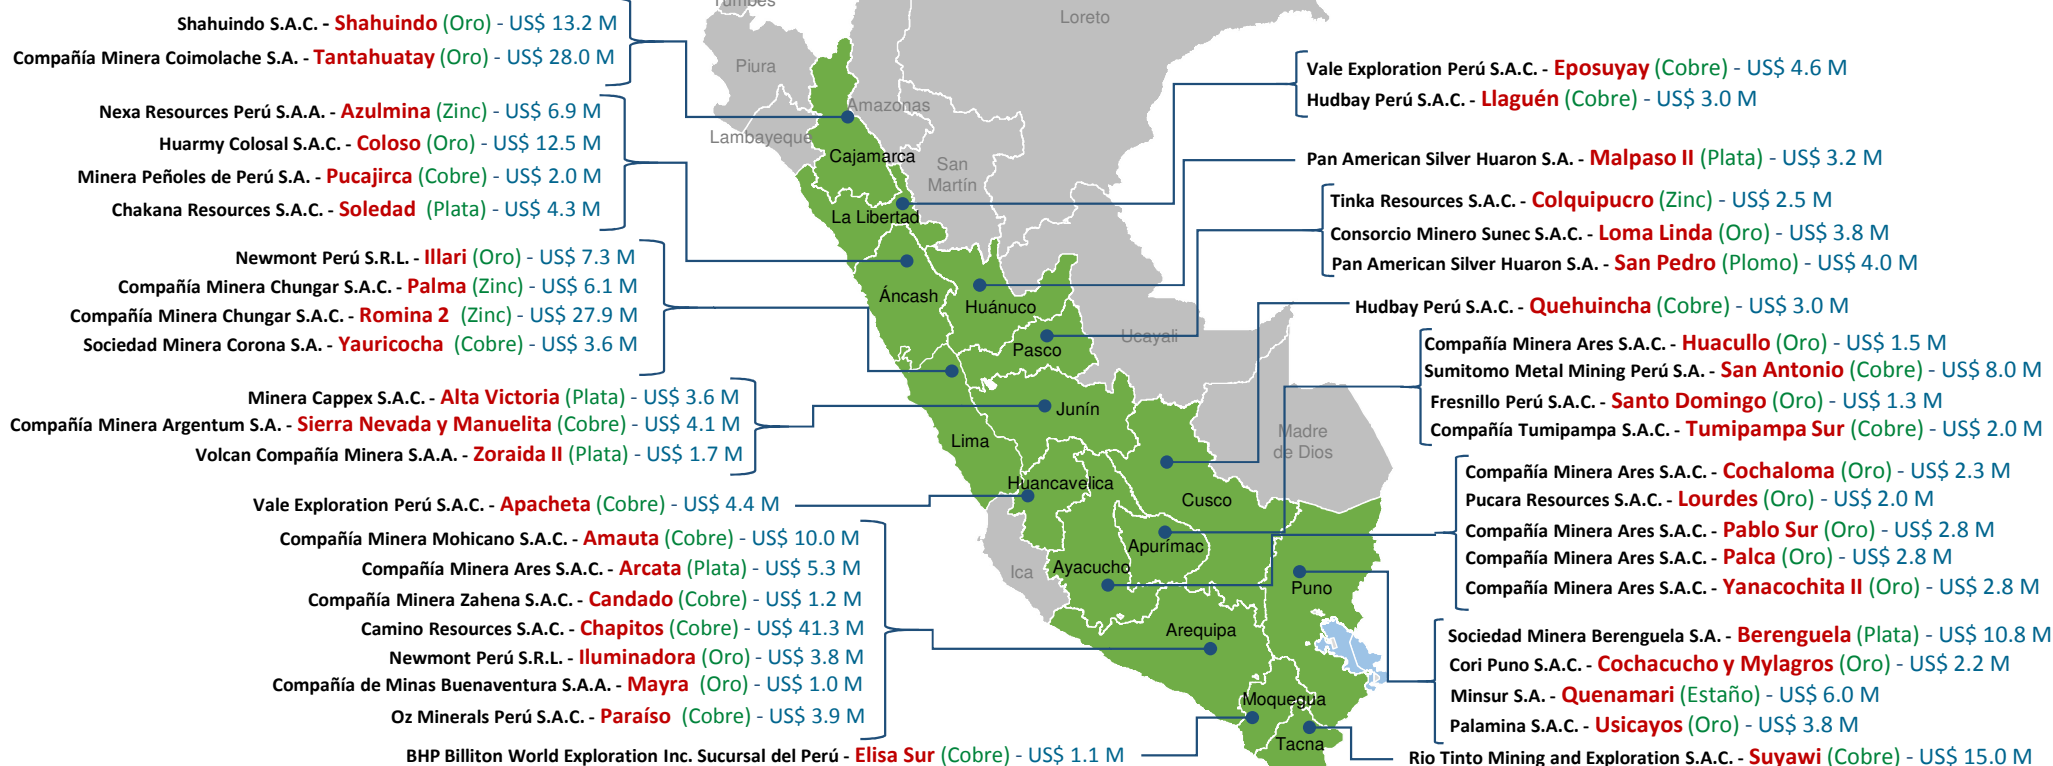 Shahuindo S.A.C. - Shahuindo (Oro) - US$ 13.2 M
Compañía Minera Coimolache S.A. - Tantahuatay (Oro) - US$ 28.0 M
Nexa Resources Perú S.A.A. - Azulmina (Zinc) - US$ 6.9 M
Huarmy Colosal S.A.C. - Coloso (Oro) - US$ 12.5 M
Minera Peñoles de Perú S.A. - Pucajirca (Cobre) - US$ 2.0 M
Chakana Resources S.A.C. - Soledad (Plata) - US$ 4.3 M
Newmont Perú S.R.L. - Illari (Oro) - US$ 7.3 M
Compañía Minera Chungar S.A.C. - Palma (Zinc) - US$ 6.1 M
Compañía Minera Chungar S.A.C. - Romina 2 (Zinc) - US$ 27.9 M
Sociedad Minera Corona S.A. - Yauricocha (Cobre) - US$ 3.6 M
Minera Cappex S.A.C. - Alta Victoria (Plata) - US$ 3.6 M
Compañía Minera Argentum S.A. - Sierra Nevada y Manuelita (Cobre) - US$ 4.1 M
Volcan Compañía Minera S.A.A. - Zoraida II (Plata) - US$ 1.7 M
Vale Exploration Perú S.A.C. - Apacheta (Cobre) - US$ 4.4 M
Compañía Minera Mohicano S.A.C. - Amauta (Cobre) - US$ 10.0 M
Compañía Minera Ares S.A.C. - Arcata (Plata) - US$ 5.3 M
Compañía Minera Zahena S.A.C. - Candado (Cobre) - US$ 1.2 M
Camino Resources S.A.C. - Chapitos (Cobre) - US$ 41.3 M
Newmont Perú S.R.L. - Iluminadora (Oro) - US$ 3.8 M
Compañía de Minas Buenaventura S.A.A. - Mayra (Oro) - US$ 1.0 M
Oz Minerals Perú S.A.C. - Paraíso (Cobre) - US$ 3.9 M
BHP Billiton World Exploration Inc. Sucursal del Perú - Elisa Sur (Cobre) - US$ 1.1 M
Tumbes
Loreto
Piura
Amazonas
Lambayeque
Cajamarca
San
Martín
La Libertad
Áncash
Huánuco
Ucayali
Pasco
Junín
Lima
Madre
de Dios
Huancavelica
Cusco
Apurímac
Ica
Ayacucho
Puno
Arequipa
Moquegua
Tacna
Vale Exploration Perú S.A.C. - Eposuyay (Cobre) - US$ 4.6 M
Hudbay Perú S.A.C. - Llaguén (Cobre) - US$ 3.0 M
Pan American Silver Huaron S.A. - Malpaso II (Plata) - US$ 3.2 M
Tinka Resources S.A.C. - Colquipucro (Zinc) - US$ 2.5 M
Consorcio Minero Sunec S.A.C. - Loma Linda (Oro) - US$ 3.8 M
Pan American Silver Huaron S.A. - San Pedro (Plomo) - US$ 4.0 M
Hudbay Perú S.A.C. - Quehuincha (Cobre) - US$ 3.0 M
Compañía Minera Ares S.A.C. - Huacullo (Oro) - US$ 1.5 M
Sumitomo Metal Mining Perú S.A. - San Antonio (Cobre) - US$ 8.0 M
Fresnillo Perú S.A.C. - Santo Domingo (Oro) - US$ 1.3 M
Compañía Tumipampa S.A.C. - Tumipampa Sur (Cobre) - US$ 2.0 M
Compañía Minera Ares S.A.C. - Cochaloma (Oro) - US$ 2.3 M
Pucara Resources S.A.C. - Lourdes (Oro) - US$ 2.0 M
Compañía Minera Ares S.A.C. - Pablo Sur (Oro) - US$ 2.8 M
Compañía Minera Ares S.A.C. - Palca (Oro) - US$ 2.8 M
Compañía Minera Ares S.A.C. - Yanacochita II (Oro) - US$ 2.8 M
Sociedad Minera Berenguela S.A. - Berenguela (Plata) - US$ 10.8 M
Cori Puno S.A.C. - Cochacucho y Mylagros (Oro) - US$ 2.2 M
Minsur S.A. - Quenamari (Estaño) - US$ 6.0 M
Palamina S.A.C. - Usicayos (Oro) - US$ 3.8 M
Rio Tinto Mining and Exploration S.A.C. - Suyawi (Cobre) - US$ 15.0 M